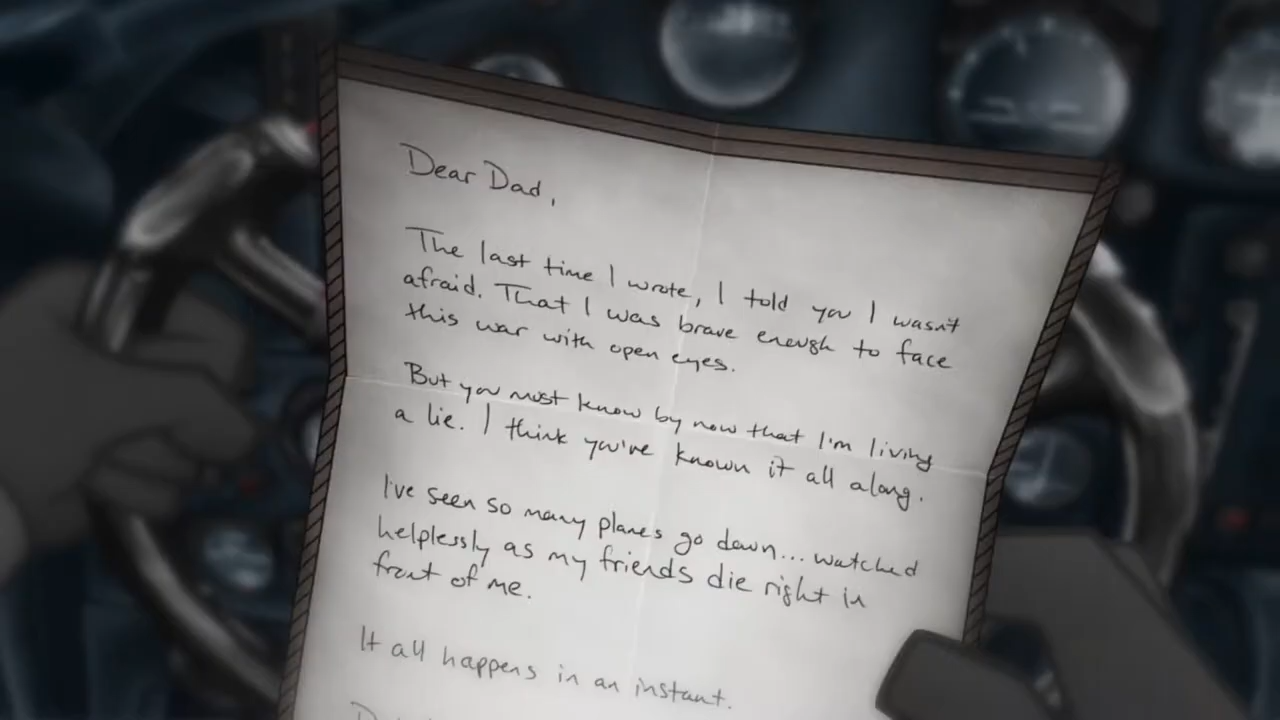 Dear Dad,
The last time I wrote, I told you I wasn't
afraid. That I was brave enough to face
this war with open eyes.
But you must know by now that I'm living
a lie. I think you've known it all along.
I've seen so many planes go down... watched
helplessly as my friends die right in
front of me.
It all happens in an instant.